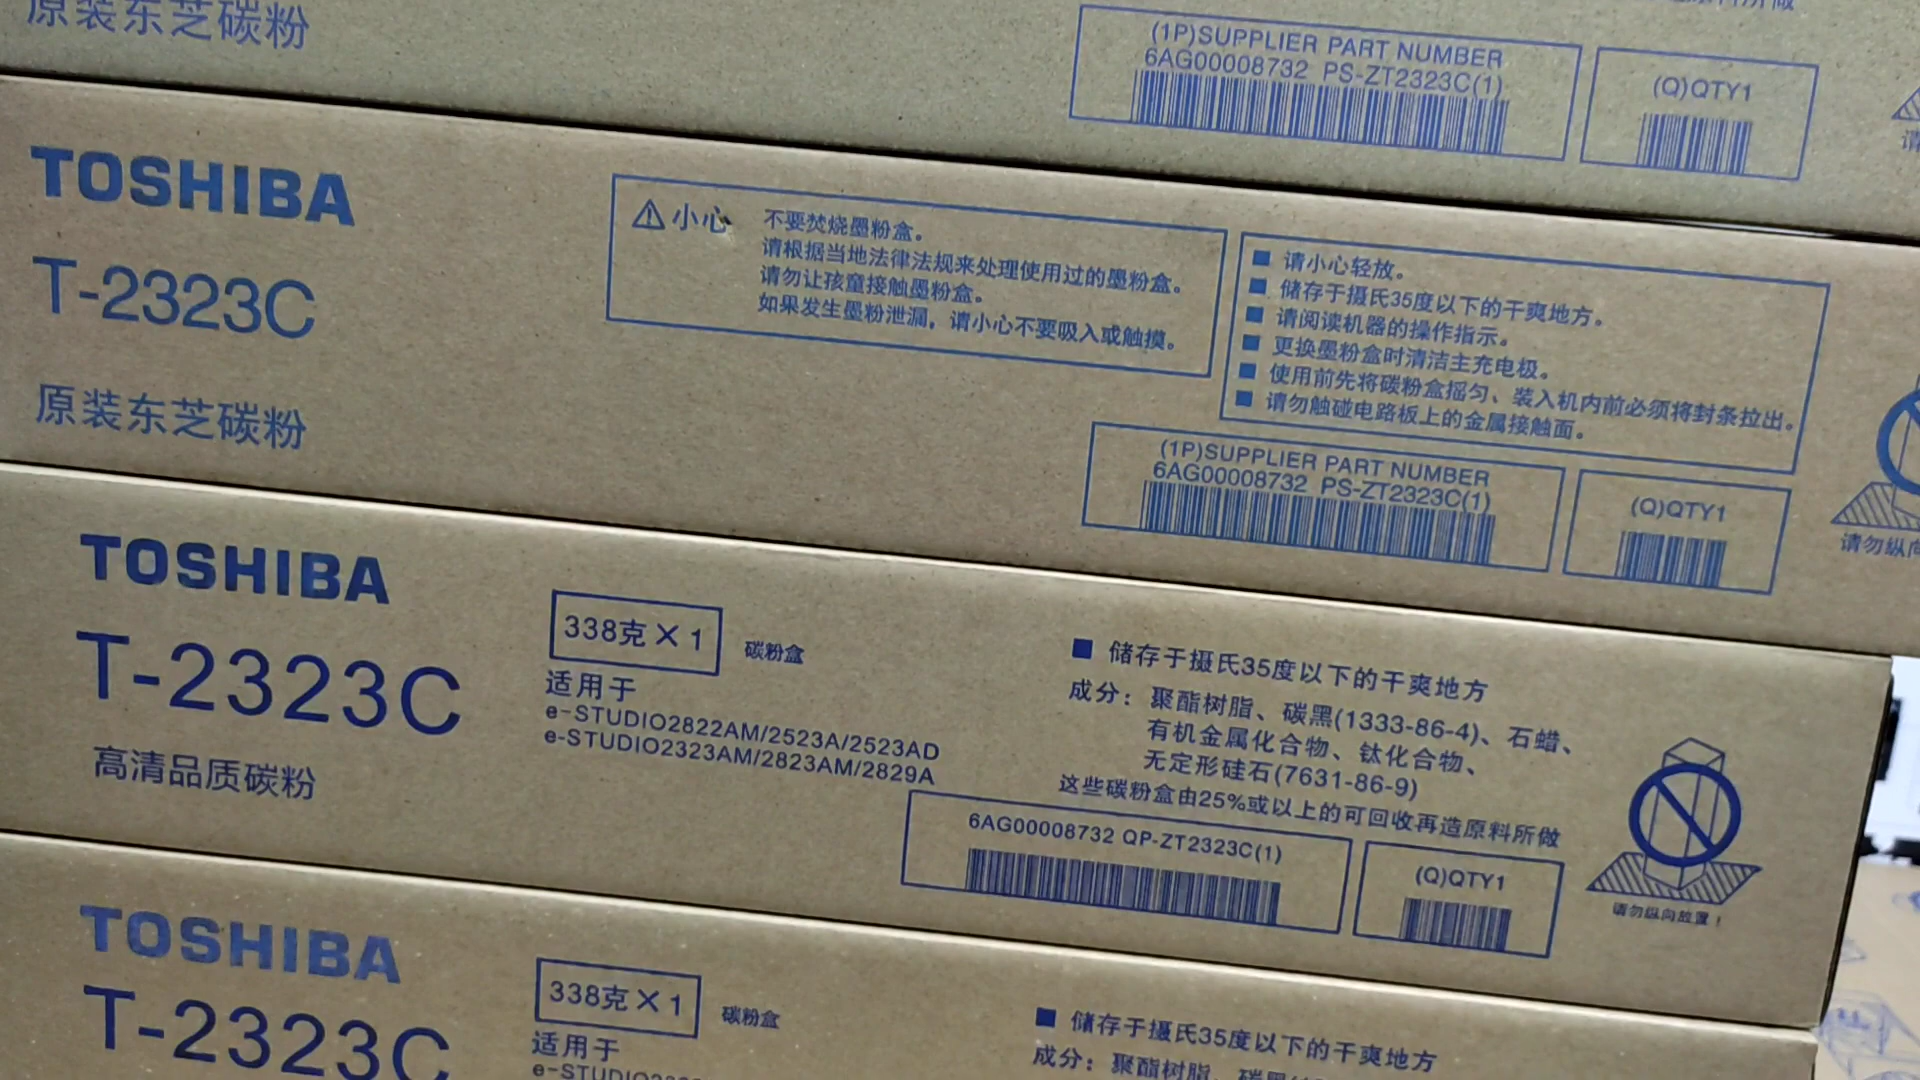 原装东芝碳粉
(1P)SUPPLIER PART NUMBER
6AG00008732 PS-ZT2323C(1)
(Q)QTY1
TOSHIBA
T-2323C
原装东芝碳粉
小心
不要焚烧墨粉盒。
请根据当地法律法规来处理使用过的墨粉盒。
请勿让孩童接触墨粉盒。
如果发生墨粉泄漏，请小心不要吸入或触摸。
■ 请小心轻放。
■ 储存于摄氏35度以下的干爽地方。
■ 请阅读机器的操作指示。
■ 更换墨粉盒时清洁主充电极。
■ 使用前先将碳粉盒摇匀、装入机内前必须将封条拉出。
■ 请勿触碰电路板上的金属接触面。
(1P)SUPPLIER PART NUMBER
6AG00008732 PS-ZT2323C(1)
(Q)QTY1
请勿纵向
TOSHIBA
T-2323C
高清品质碳粉
338克×1
碳粉盒
适用于
e-STUDIO2822AM/2523A/2523AD
e-STUDIO2323AM/2823AM/2829A
■ 储存于摄氏35度以下的干爽地方
成分：聚酯树脂、碳黑(1333-86-4)、石蜡、
有机金属化合物、钛化合物、
无定形硅石(7631-86-9)
这些碳粉盒由25%或以上的可回收再造原料所做
6AG00008732 QP-ZT2323C(1)
(Q)QTY1
请勿纵向放置！
TOSHIBA
T-2323C
338克×1
碳粉盒
适用于
■ 储存于摄氏35度以下的干爽地方
成分：聚酯树脂、碳黑